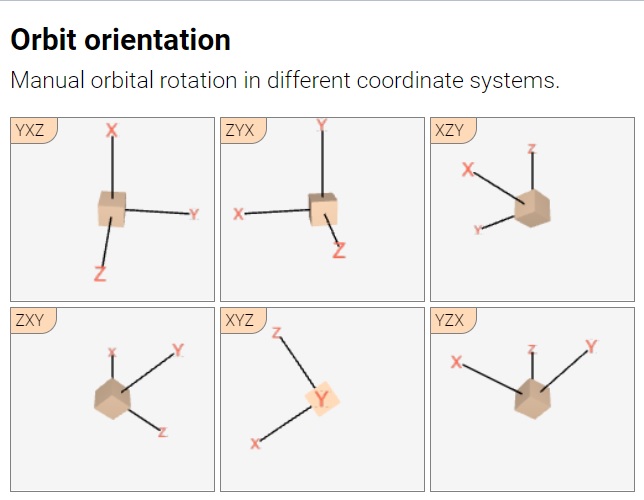 Orbit orientation
Manual orbital rotation in different coordinate systems.
YXZ
X
Y
Z
ZYX
Y
X
Z
XZY
Z
X
Y
ZXY
X
Y
Z
XYZ
Z
Y
X
YZX
Z
Y
X